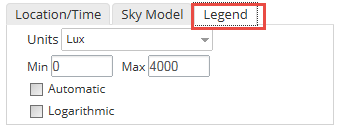 Location/Time Sky Model Legend
Units Lux
Min 0 Max 4000
Automatic
Logarithmic